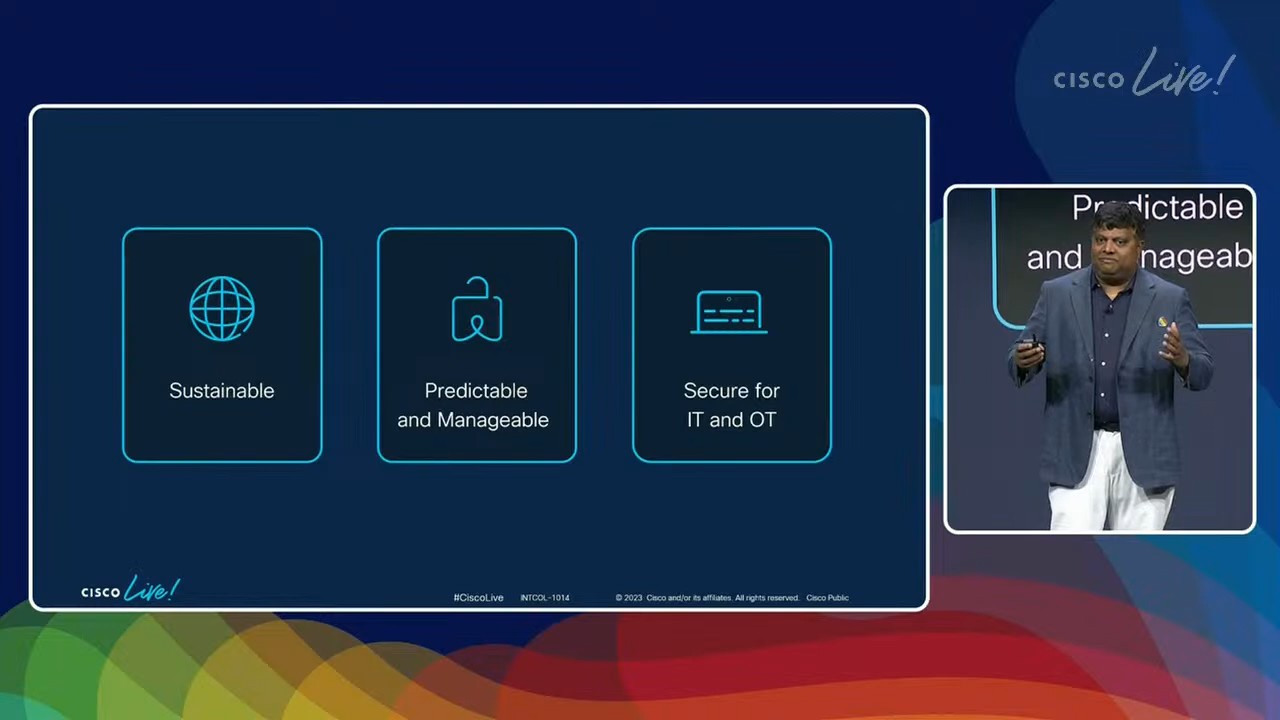 CISCO Live!
Sustainable
Predictable
and Manageable
Secure for
IT and OT
CISCO Live!
#CiscoLive
INTCOL-1014
© 2023 Cisco and/or its affiliates. All rights reserved. Cisco Public
Predictable
and Manageab